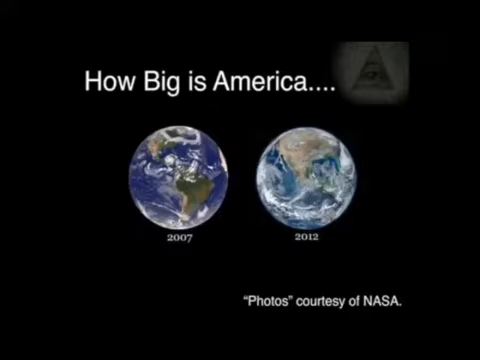 How Big is America....
2007
2012
“Photos” courtesy of NASA.